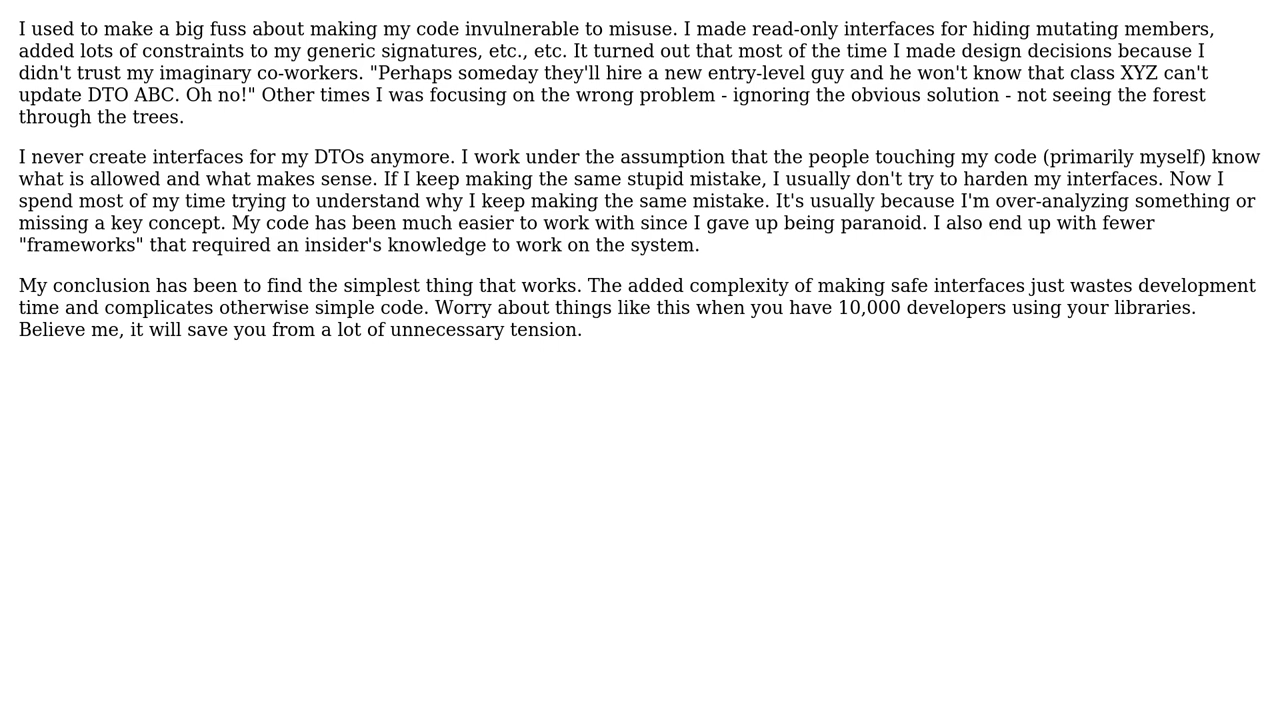 I used to make a big fuss about making my code invulnerable to misuse. I made read-only interfaces for hiding mutating members,
added lots of constraints to my generic signatures, etc., etc. It turned out that most of the time I made design decisions because I
didn't trust my imaginary co-workers. "Perhaps someday they'll hire a new entry-level guy and he won't know that class XYZ can't
update DTO ABC. Oh no!" Other times I was focusing on the wrong problem - ignoring the obvious solution - not seeing the forest
through the trees.
I never create interfaces for my DTOs anymore. I work under the assumption that the people touching my code (primarily myself) know
what is allowed and what makes sense. If I keep making the same stupid mistake, I usually don't try to harden my interfaces. Now I
spend most of my time trying to understand why I keep making the same mistake. It's usually because I'm over-analyzing something or
missing a key concept. My code has been much easier to work with since I gave up being paranoid. I also end up with fewer
"frameworks" that required an insider's knowledge to work on the system.
My conclusion has been to find the simplest thing that works. The added complexity of making safe interfaces just wastes development
time and complicates otherwise simple code. Worry about things like this when you have 10,000 developers using your libraries.
Believe me, it will save you from a lot of unnecessary tension.